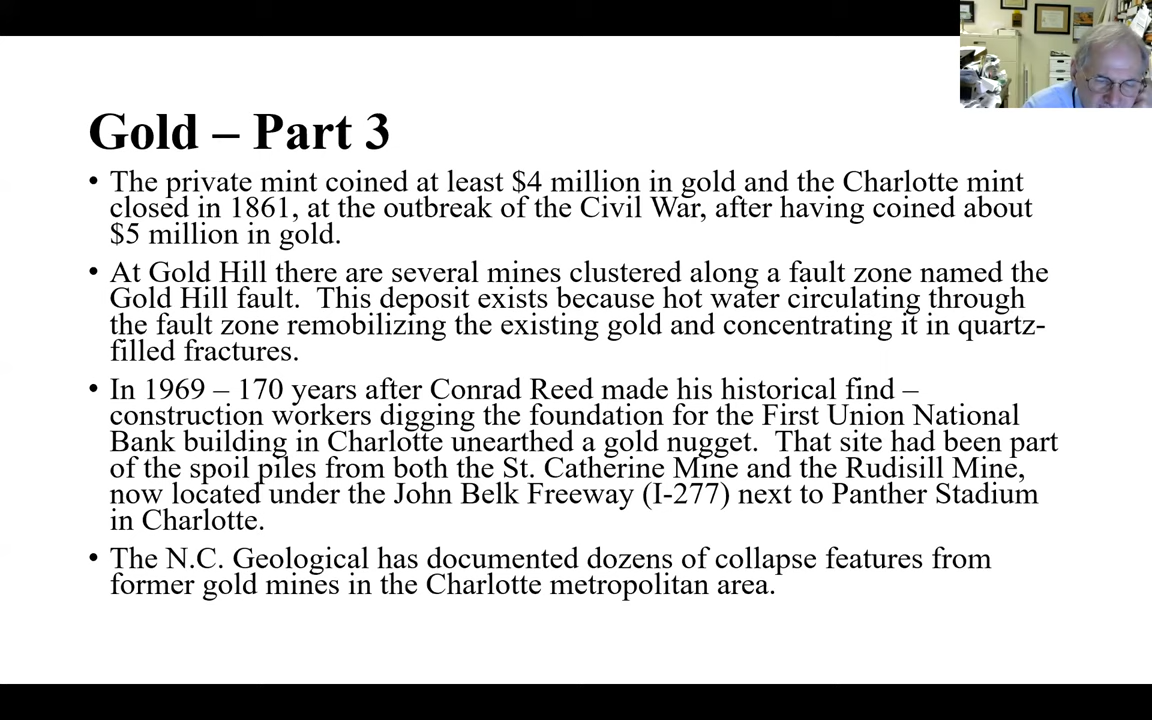 Gold – Part 3
• The private mint coined at least $4 million in gold and the Charlotte mint
closed in 1861, at the outbreak of the Civil War, after having coined about
$5 million in gold.
• At Gold Hill there are several mines clustered along a fault zone named the
Gold Hill fault.  This deposit exists because hot water circulating through
the fault zone remobilizing the existing gold and concentrating it in quartz-
filled fractures.
• In 1969 – 170 years after Conrad Reed made his historical find –
construction workers digging the foundation for the First Union National
Bank building in Charlotte unearthed a gold nugget.  That site had been part
of the spoil piles from both the St. Catherine Mine and the Rudisill Mine,
now located under the John Belk Freeway (I-277) next to Panther Stadium
in Charlotte.
• The N.C. Geological has documented dozens of collapse features from
former gold mines in the Charlotte metropolitan area.